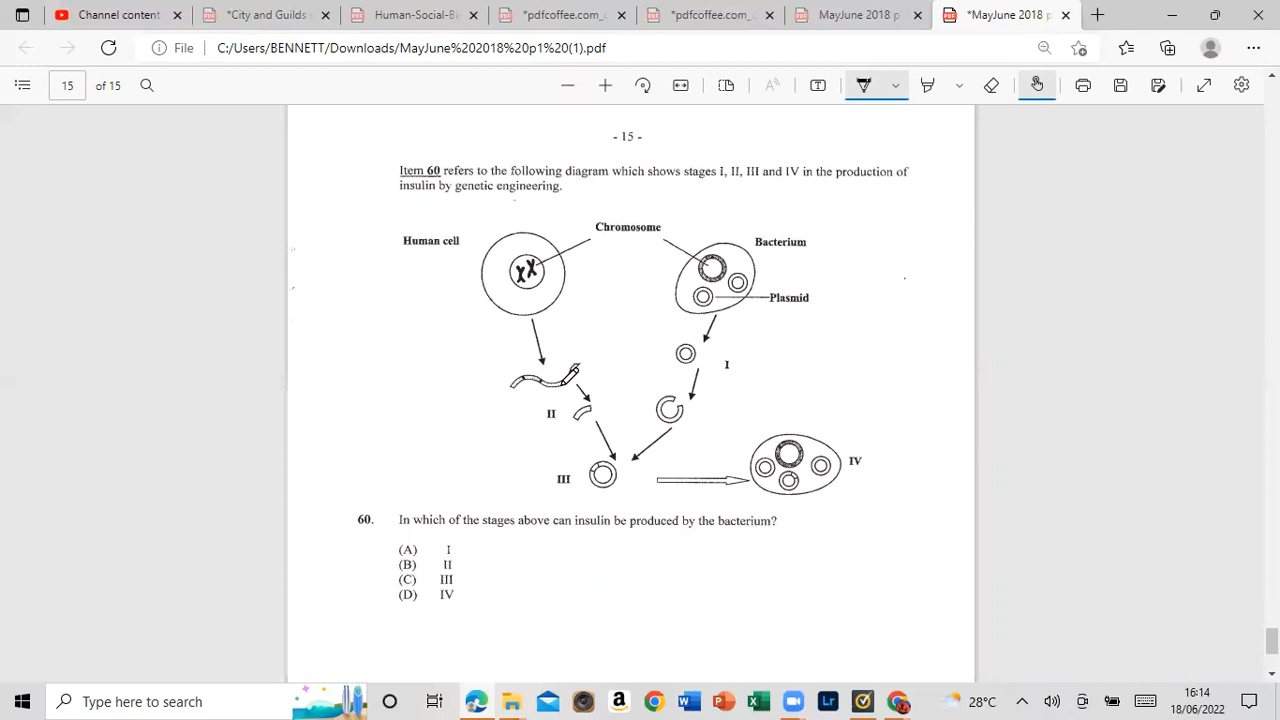 Channel content
*City and Guilds s
Human-Social-Bi
*pdfcoffee.com_c
*pdfcoffee.com_
MayJune 2018 p
*MayJune 2018 p
File
C:/Users/BENNETT/Downloads/MayJune%202018%20p1%20(1).pdf
15 of 15
- 15 -
Item 60 refers to the following diagram which shows stages I, II, III and IV in the production of
insulin by genetic engineering.
Chromosome
Human cell
Bacterium
Plasmid
I
II
IV
III
60. In which of the stages above can insulin be produced by the bacterium?
(A) I
(B) II
(C) III
(D) IV
Type here to search
28°C
16:14
18/06/2022